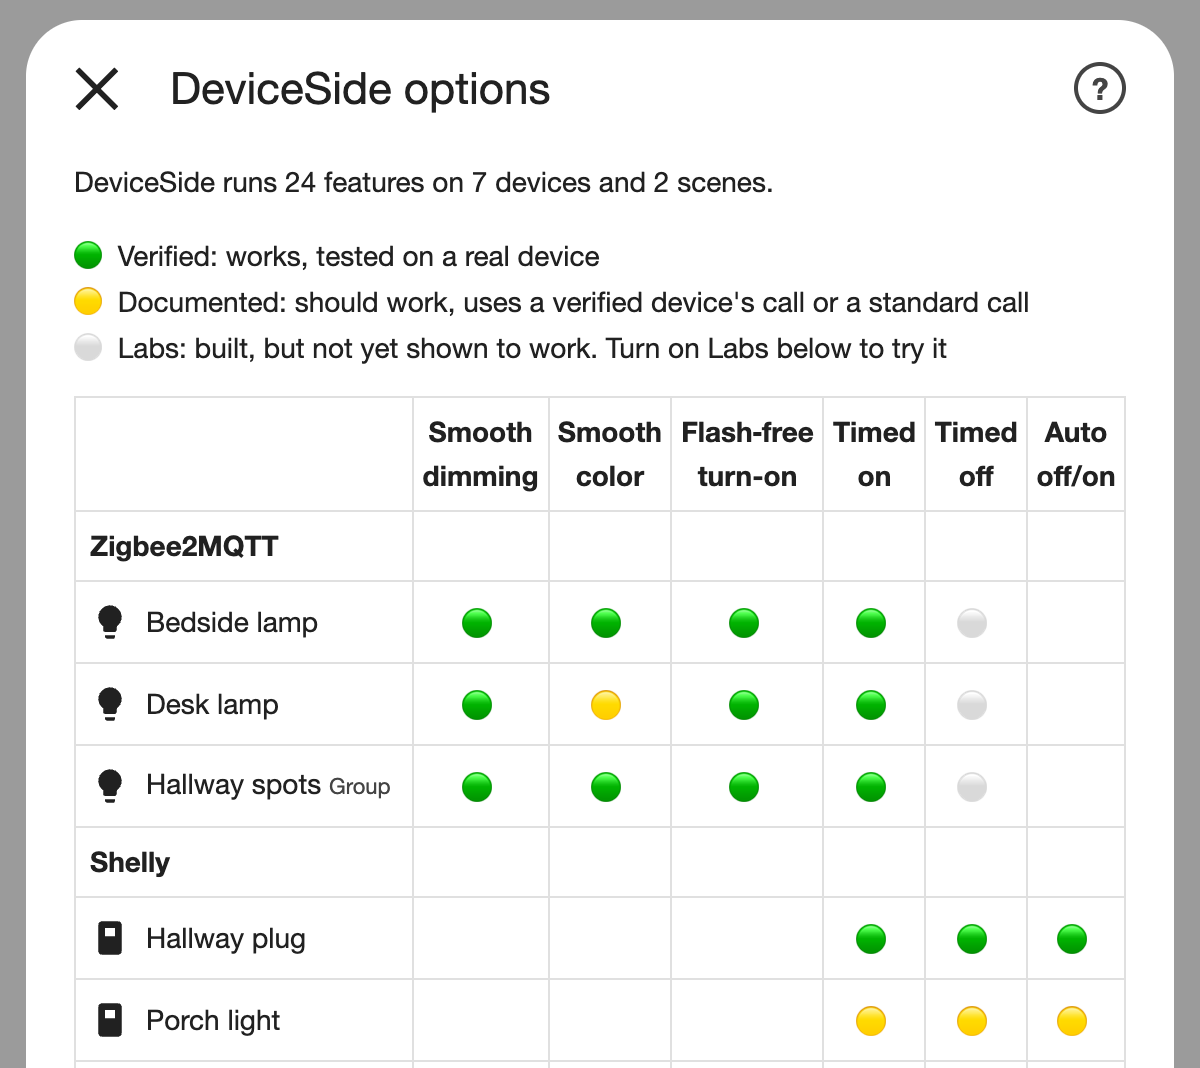 DeviceSide options
?
DeviceSide runs 24 features on 7 devices and 2 scenes.
Verified: works, tested on a real device
Documented: should work, uses a verified device's call or a standard call
Labs: built, but not yet shown to work. Turn on Labs below to try it
Smooth dimming
Smooth color
Flash-free turn-on
Timed on
Timed off
Auto off/on
Zigbee2MQTT
Bedside lamp
Desk lamp
Hallway spots Group
Shelly
Hallway plug
Porch light